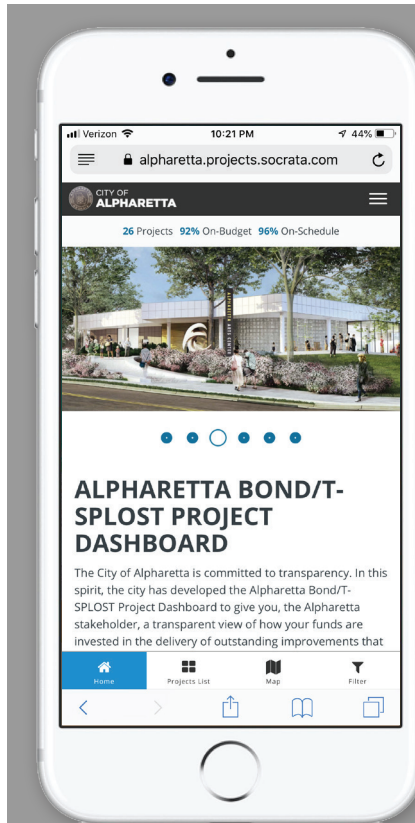 Verizon 10:21 PM 44%
alpharetta.projects.socrata.com
CITY OF
ALPHARETTA
26 Projects 92% On-Budget 96% On-Schedule
ALPHARETTA ARTS CENTER
ALPHARETTA BOND/T-
SPLOST PROJECT
DASHBOARD
The City of Alpharetta is committed to transparency. In this
spirit, the city has developed the Alpharetta Bond/T-
SPLOST Project Dashboard to give you, the Alpharetta
stakeholder, a transparent view of how your funds are
invested in the delivery of outstanding improvements that
Home Projects List Map Filter